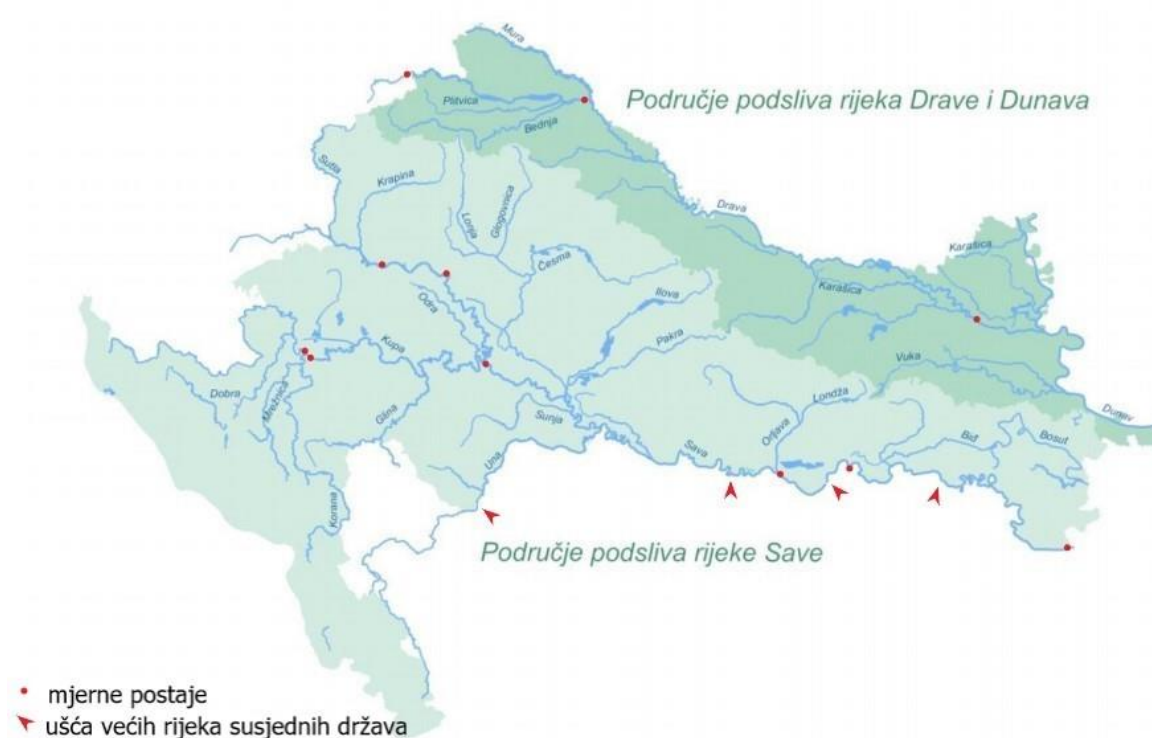 Mura
Područje podsliva rijeka Drave i Dunava
Plitvica
Bednja
Sutla
Krapina
Lonja
Glogovnica
Drava
Karašica
Česma
Karašica
Ilova
Odra
Pakra
Kupa
Vuka
Dobra
Mrežnica
Glina
Sunja
Londža
Orljava
Dunav
Una
Sava
Biđ
Bosut
Korana
Područje podsliva rijeke Save
mjerne postaje
ušća većih rijeka susjednih država